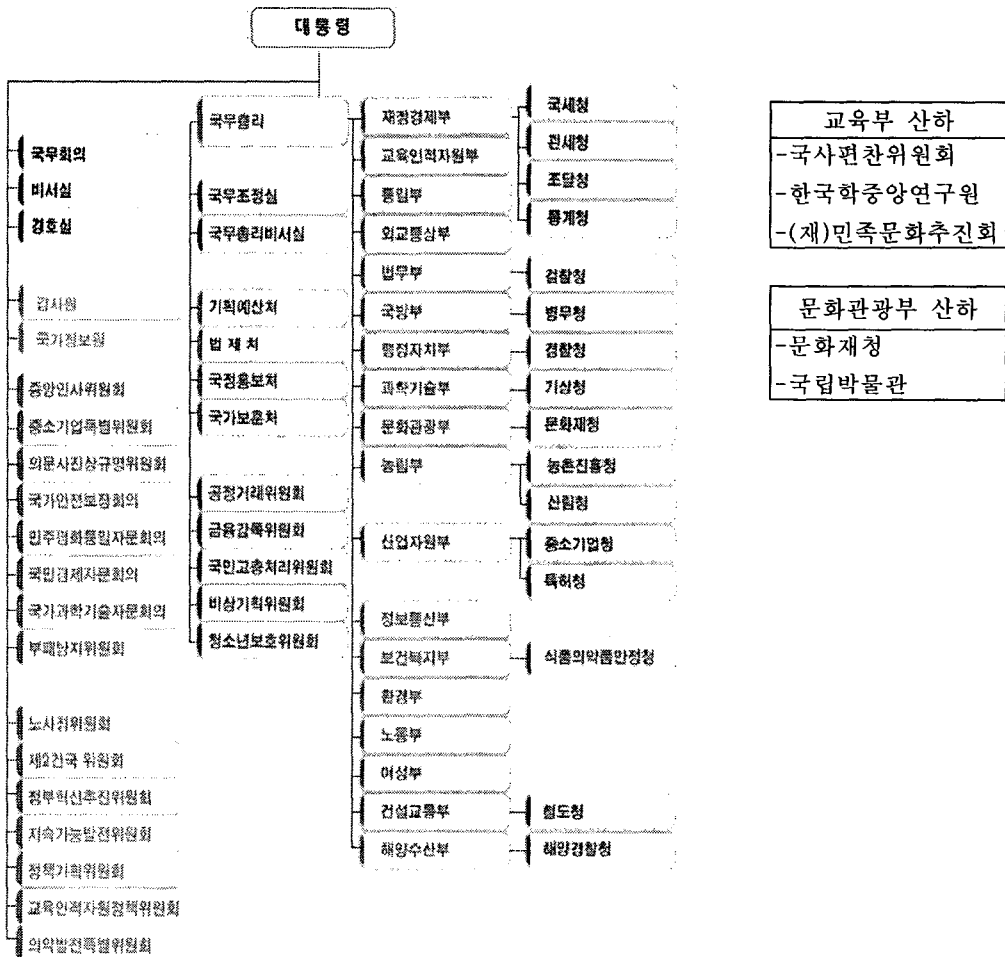 대통령
국무회의
비서실
경호실
감사원
국가정보원
중앙인사위원회
중소기업특별위원회
의문사진상규명위원회
국가안전보장회의
민주평화통일자문회의
국민경제자문회의
국가과학기술자문회의
부패방지위원회
노사정위원회
제2건국 위원회
정부혁신추진위원회
지속가능발전위원회
정책기획위원회
교육인적자원정책위원회
의약발전특별위원회
국무총리
국무조정실
국무총리비서실
기획예산처
법 제 처
국정홍보처
국가보훈처
공정거래위원회
금융감독위원회
국민고충처리위원회
비상기획위원회
청소년보호위원회
재정경제부
교육인적자원부
통일부
외교통상부
법무부
국방부
행정자치부
과학기술부
문화관광부
농림부
산업자원부
정보통신부
보건복지부
환경부
노동부
여성부
건설교통부
해양수산부
국세청
관세청
조달청
통계청
검찰청
병무청
경찰청
기상청
문화재청
농촌진흥청
산림청
중소기업청
특허청
식품의약품안정청
철도청
해양경찰청
교육부 산하
-국사편찬위원회
-한국학중앙연구원
-(재)민족문화추진회
문화관광부 산하
-문화재청
-국립박물관